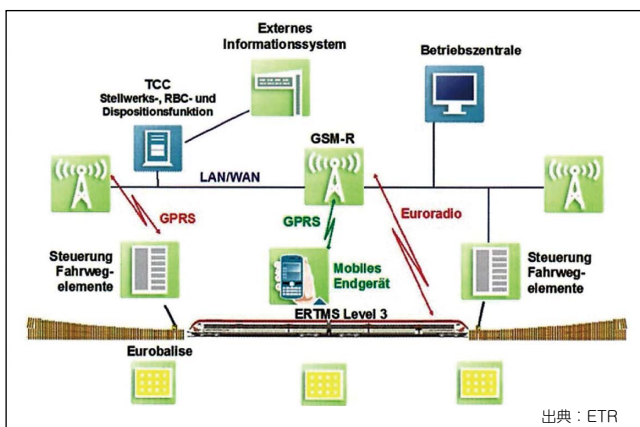 Externes
Informationssystem
Betriebszentrale
TCC
Stellwerks-, RBC- und
Dispositionsfunktion
GSM-R
LAN/WAN
GPRS
GPRS
Euroradio
Steuerung
Fahrweg-
elemente
Mobiles
Endgerät
Steuerung
Fahrweg-
elemente
ERTMS Level 3
Eurobalise
出典：ETR